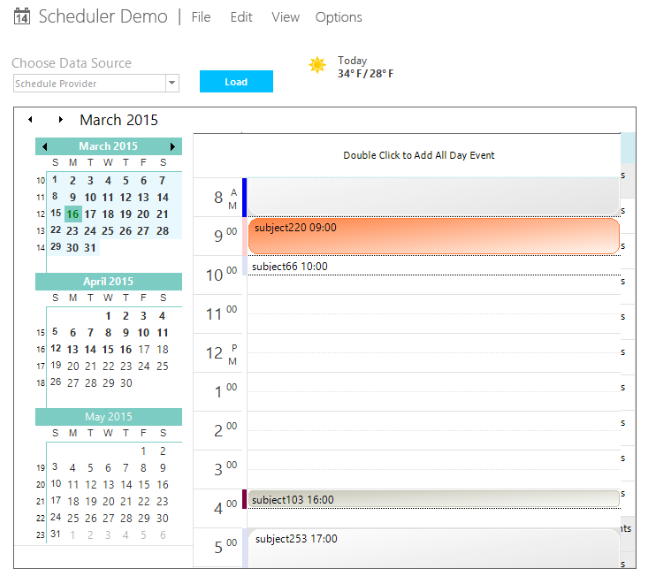 14 Scheduler Demo | File Edit View Options
Choose Data Source
Schedule Provider
Load
Today
34°F/28°F
March 2015
March 2015
S M T W T F S
10 1 2 3 4 5 6 7
11 8 9 10 11 12 13 14
12 15 16 17 18 19 20 21
13 22 23 24 25 26 27 28
14 29 30 31
April 2015
S M T W T F S
1 2 3 4
15 5 6 7 8 9 10 11
16 12 13 14 15 16 17 18
17 19 20 21 22 23 24 25
18 26 27 28 29 30
May 2015
S M T W T F S
1 2
19 3 4 5 6 7 8 9
20 10 11 12 13 14 15 16
21 17 18 19 20 21 22 23
22 24 25 26 27 28 29 30
23 31 1 2 3 4 5 6
Double Click to Add All Day Event
8 AM
9 00 subject220 09:00
10 00 subject66 10:00
11 00
12 PM
1 00
2 00
3 00
4 00 subject103 16:00
5 00 subject253 17:00
s
s
s
s
s
s
s
s
s
s
nts
s